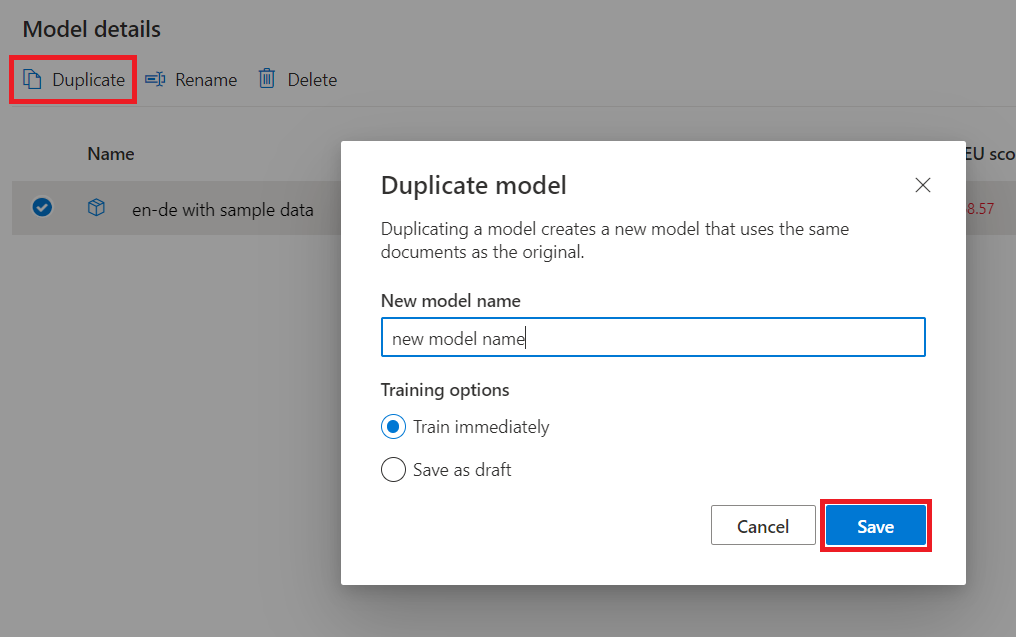 Model details
Duplicate Rename Delete
Name EU sco
en-de with sample data 8.57
Duplicate model
Duplicating a model creates a new model that uses the same
documents as the original.
New model name
new model name
Training options
Train immediately
Save as draft
Cancel Save